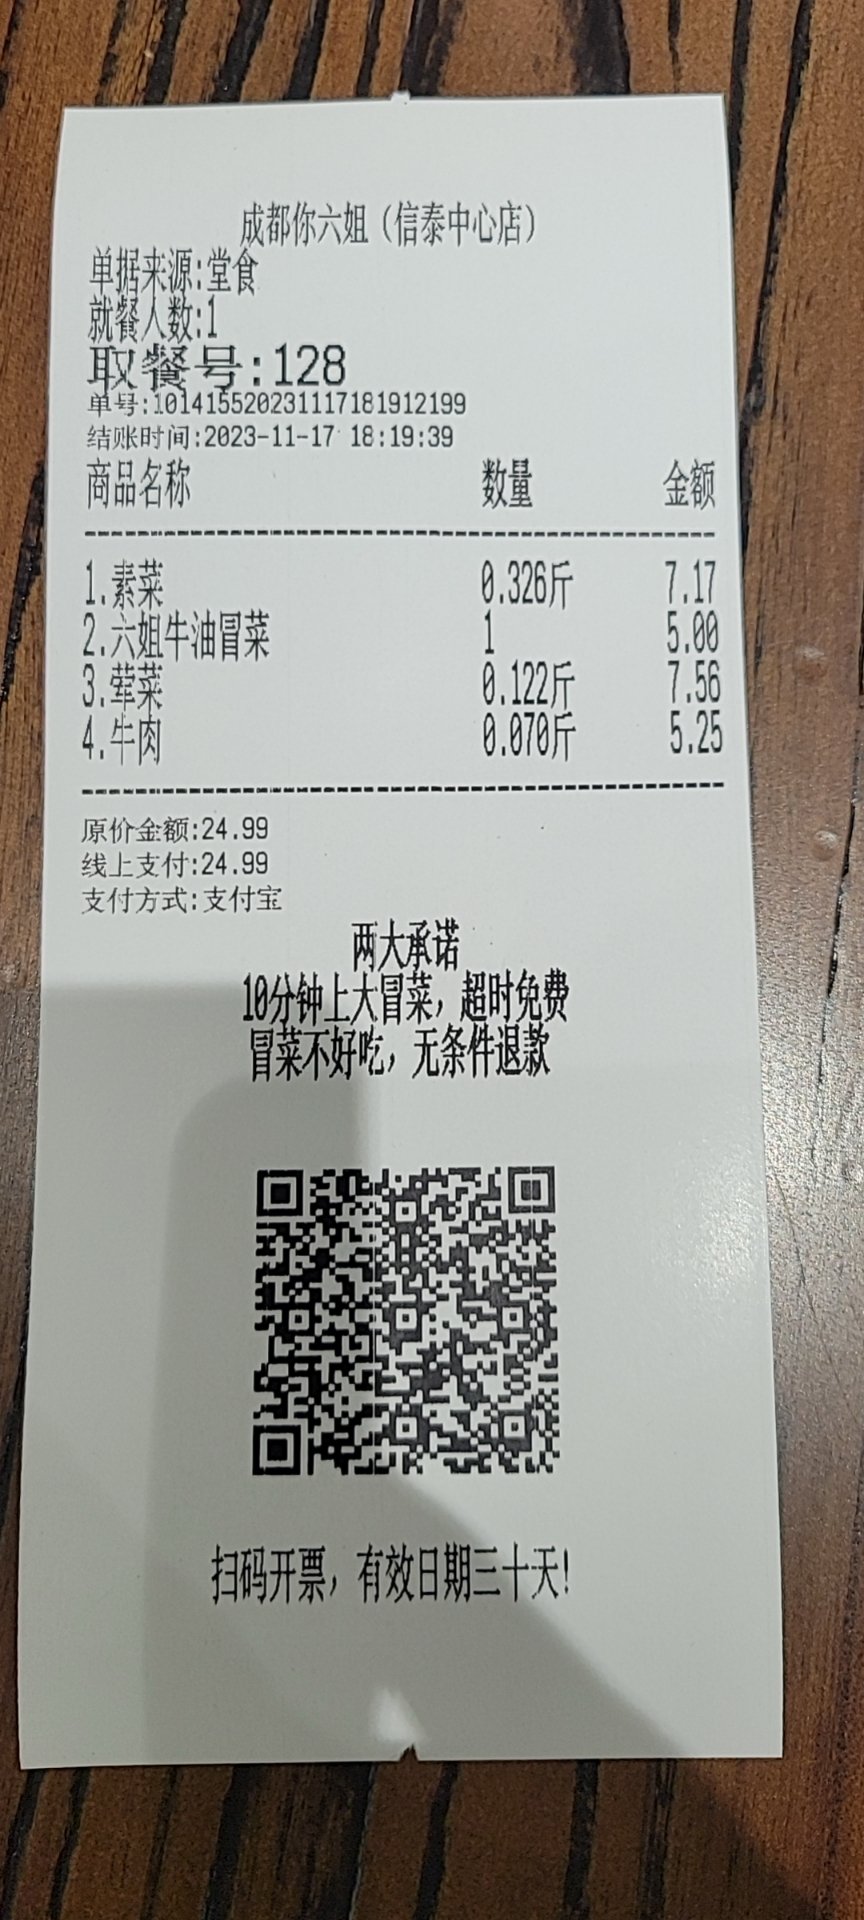 成都你六姐（信泰中心店）
单据来源:堂食
就餐人数:1
取餐号:128
单号:101415520231117181912199
结账时间:2023-11-17 18:19:39
商品名称 数量 金额
1.素菜 0.326斤 7.17
2.六姐牛油冒菜 1 5.00
3.荤菜 0.122斤 7.56
4.牛肉 0.070斤 5.25
原价金额:24.99
线上支付:24.99
支付方式:支付宝
两大承诺
10分钟上大冒菜，超时免费
冒菜不好吃，无条件退款
扫码开票，有效日期三十天!